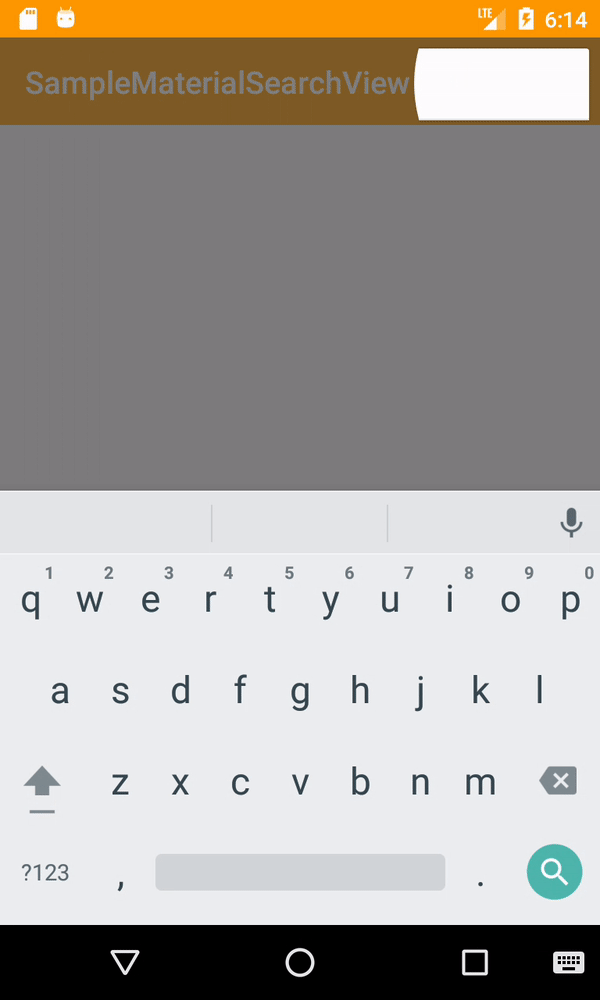 LTE 6:14
SampleMaterialSearchView
1 2 3 4 5 6 7 8 9 0
q w e r t y u i o p
a s d f g h j k l
z x c v b n m
?123 , .